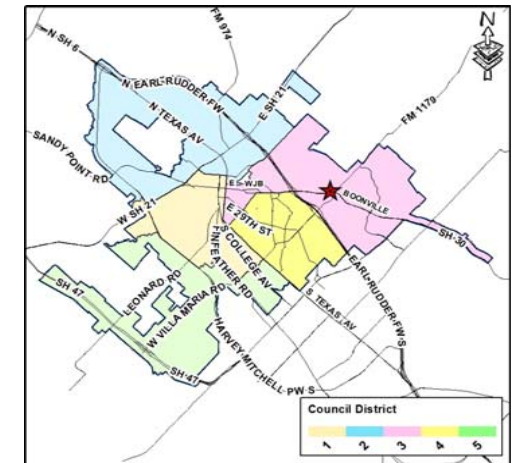 N
FM 974
N SH 6
N EARL-RUDDER-FW
E SH 21
N TEXAS AV
FM 1179
SANDY POINT RD
E WJB
BOONVILLE
W SH 21
E 29TH ST
SH-30
S COLLEGE AV
FINFEATHER RD
EARL-RUDDER-FW S
SH 47
LEONARD RD
W VILLA MARIA RD
S TEXAS AV
HARVEY MITCHELL PW S
SH 47
Council District
1 2 3 4 5